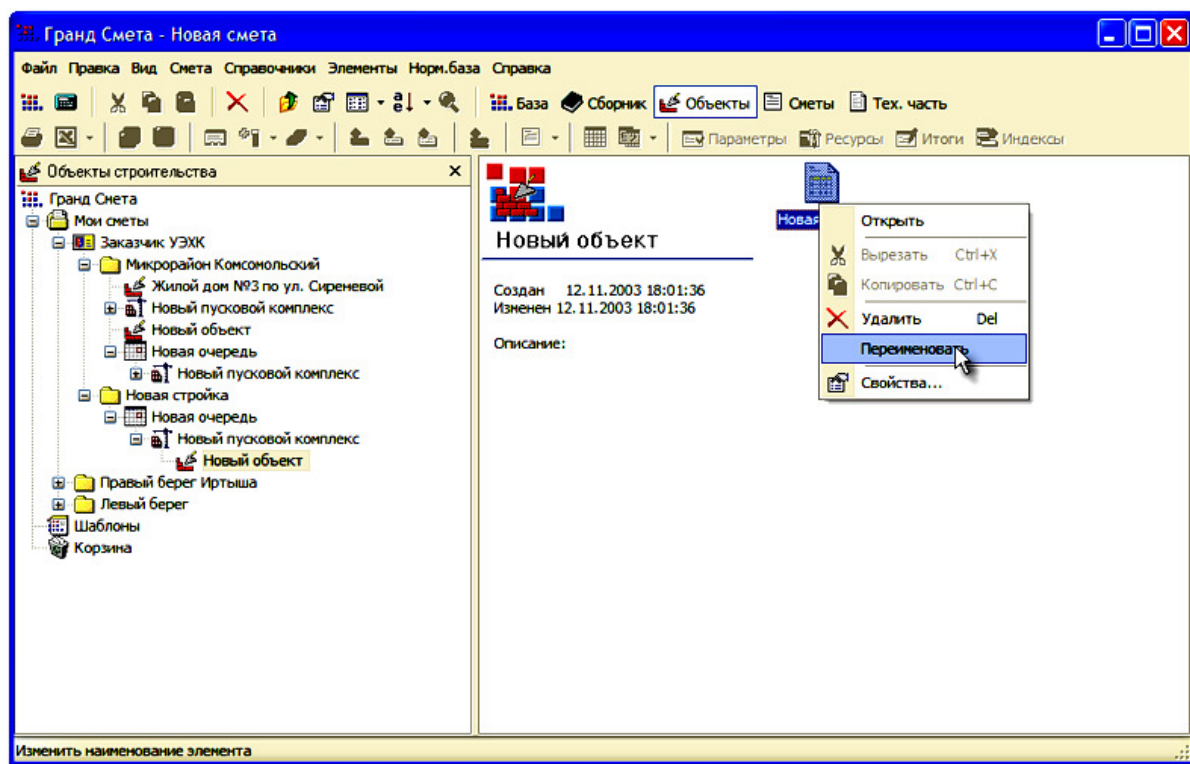 Гранд Смета - Новая смета
Файл Правка Вид Смета Справочники Элементы Норм.база Справка
База Сборник Объекты Сметы Тех. часть
Параметры Ресурсы Итоги Индексы
Объекты строительства
Гранд Смета
Мои сметы
Заказчик УЭХК
Микрорайон Комсомольский
Жилой дом №3 по ул. Сиреневой
Новый пусковой комплекс
Новый объект
Новая очередь
Новый пусковой комплекс
Новая стройка
Новая очередь
Новый пусковой комплекс
Новый объект
Правый берег Иртыша
Левый берег
Шаблоны
Корзина
Новый объект
Создан 12.11.2003 18:01:36
Изменен 12.11.2003 18:01:36
Описание:
Новая
Открыть
Вырезать Ctrl+X
Копировать Ctrl+C
Удалить Del
Переименовать
Свойства...
Изменить наименование элемента